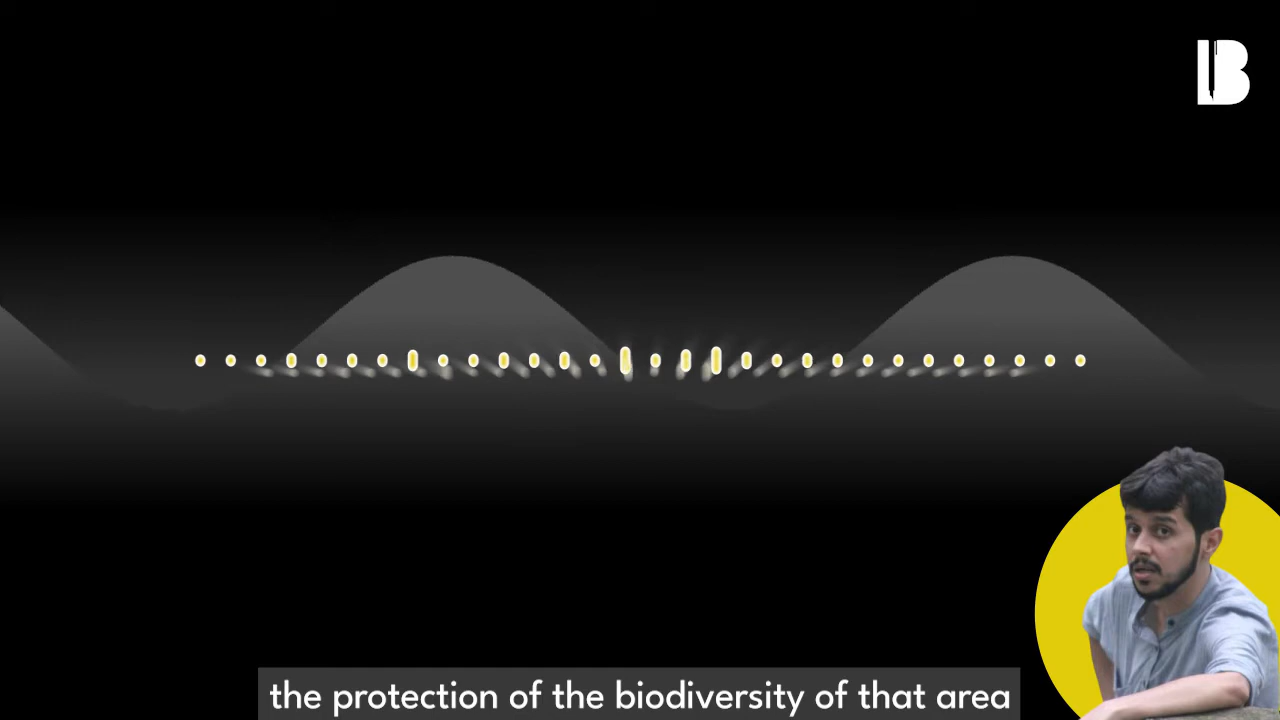 B
the protection of the biodiversity of that area